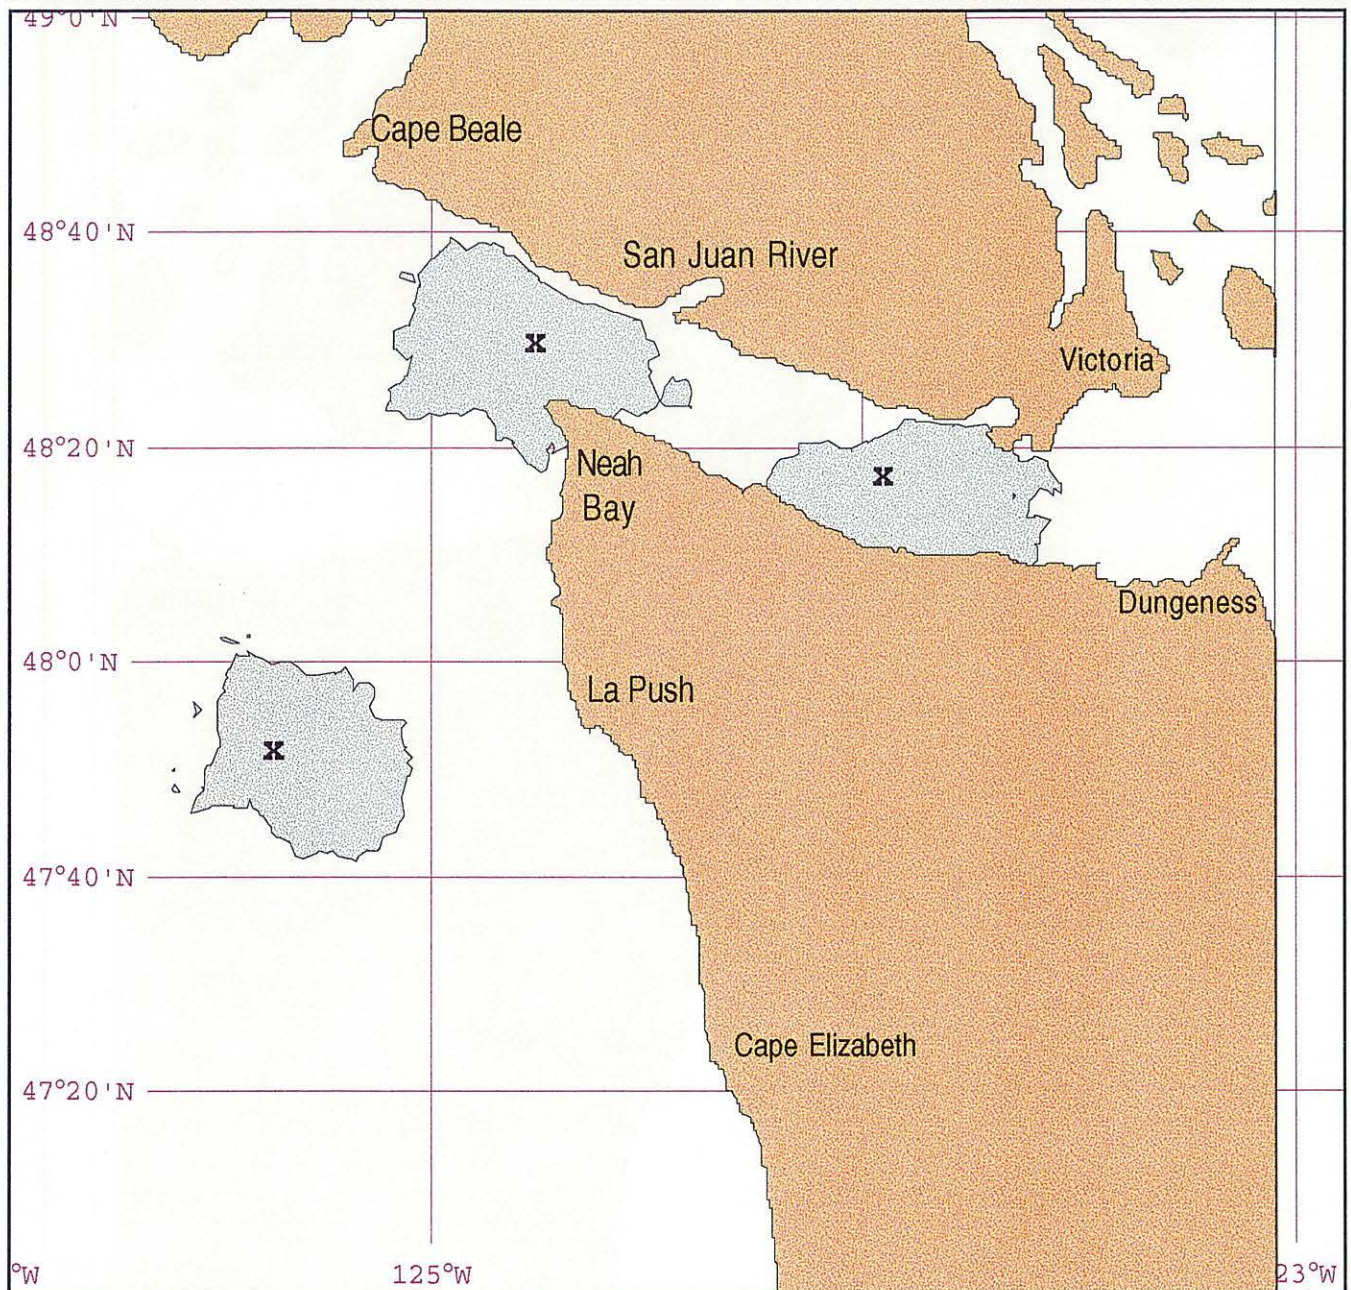 49°0'N
Cape Beale
48°40'N
San Juan River
x
Victoria
48°20'N
Neah
Bay
x
Dungeness
48°0'N
La Push
x
47°40'N
Cape Elizabeth
47°20'N
°W
125°W
23°W